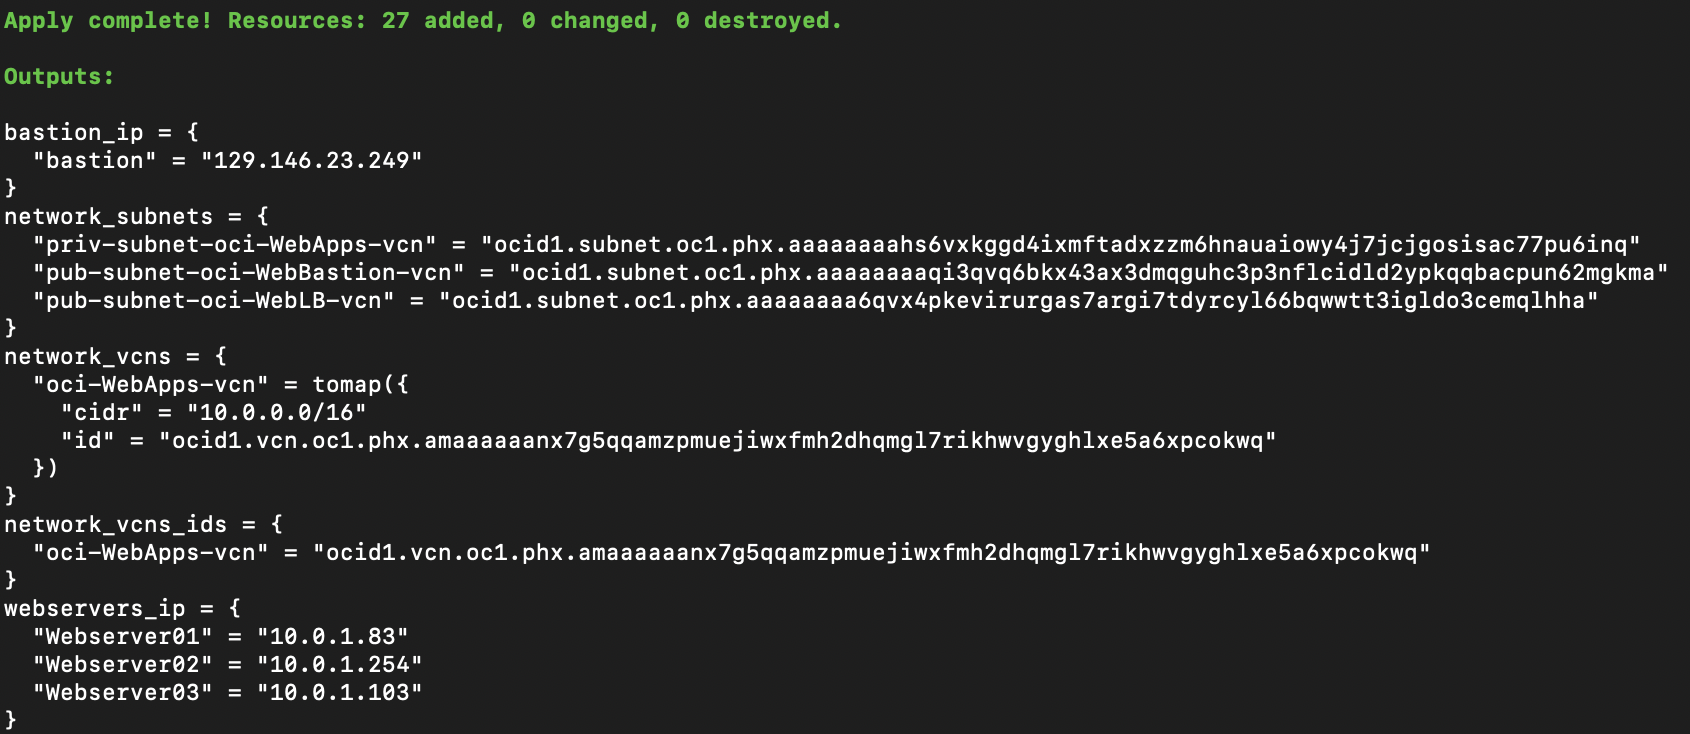 Apply complete! Resources: 27 added, 0 changed, 0 destroyed.
Outputs:
bastion_ip = {
  "bastion" = "129.146.23.249"
}
network_subnets = {
  "priv-subnet-oci-WebApps-vcn" = "ocid1.subnet.oc1.phx.aaaaaaaahs6vxkggd4ixmftadxzzm6hnauaiowy4j7jcjgosisac77pu6inq"
  "pub-subnet-oci-WebBastion-vcn" = "ocid1.subnet.oc1.phx.aaaaaaaaqi3qvq6bkx43ax3dmqguhc3p3nflcidld2ypkqqbacpun62mgkma"
  "pub-subnet-oci-WebLB-vcn" = "ocid1.subnet.oc1.phx.aaaaaaaa6qvx4pkevirurgas7argi7tdyrcyl66bqwwtt3igldo3cemqlhha"
}
network_vcns = {
  "oci-WebApps-vcn" = tomap({
    "cidr" = "10.0.0.0/16"
    "id" = "ocid1.vcn.oc1.phx.amaaaaaanx7g5qqamzpmuejiwxfmh2dhqmgl7rikhwvgyghlxe5a6xpcokwq"
  })
}
network_vcns_ids = {
  "oci-WebApps-vcn" = "ocid1.vcn.oc1.phx.amaaaaaanx7g5qqamzpmuejiwxfmh2dhqmgl7rikhwvgyghlxe5a6xpcokwq"
}
webservers_ip = {
  "Webserver01" = "10.0.1.83"
  "Webserver02" = "10.0.1.254"
  "Webserver03" = "10.0.1.103"
}